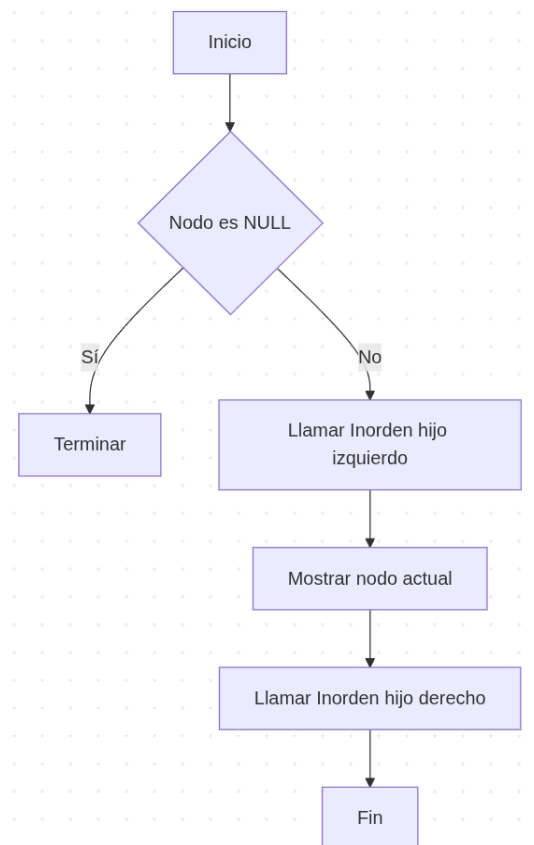 Inicio
Nodo es NULL
Sí
No
Terminar
Llamar Inorden hijo
izquierdo
Mostrar nodo actual
Llamar Inorden hijo derecho
Fin